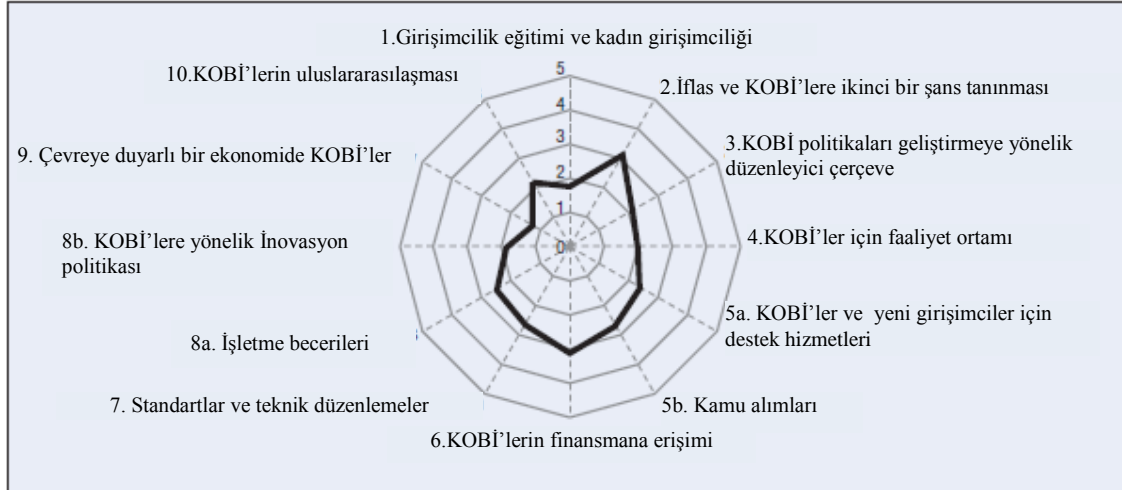 1.Girişimcilik eğitimi ve kadın girişimciliği
10.KOBİ’lerin uluslararasılaşması
5
2.İflas ve KOBİ’lere ikinci bir şans tanınması
4
9. Çevreye duyarlı bir ekonomide KOBİ’ler
3
3.KOBİ politikaları geliştirmeye yönelik
düzenleyici çerçeve
2
1
8b. KOBİ’lere yönelik İnovasyon
politikası
0
4.KOBİ’ler için faaliyet ortamı
5a. KOBİ’ler ve yeni girişimciler için
destek hizmetleri
8a. İşletme becerileri
7. Standartlar ve teknik düzenlemeler
5b. Kamu alımları
6.KOBİ’lerin finansmana erişimi